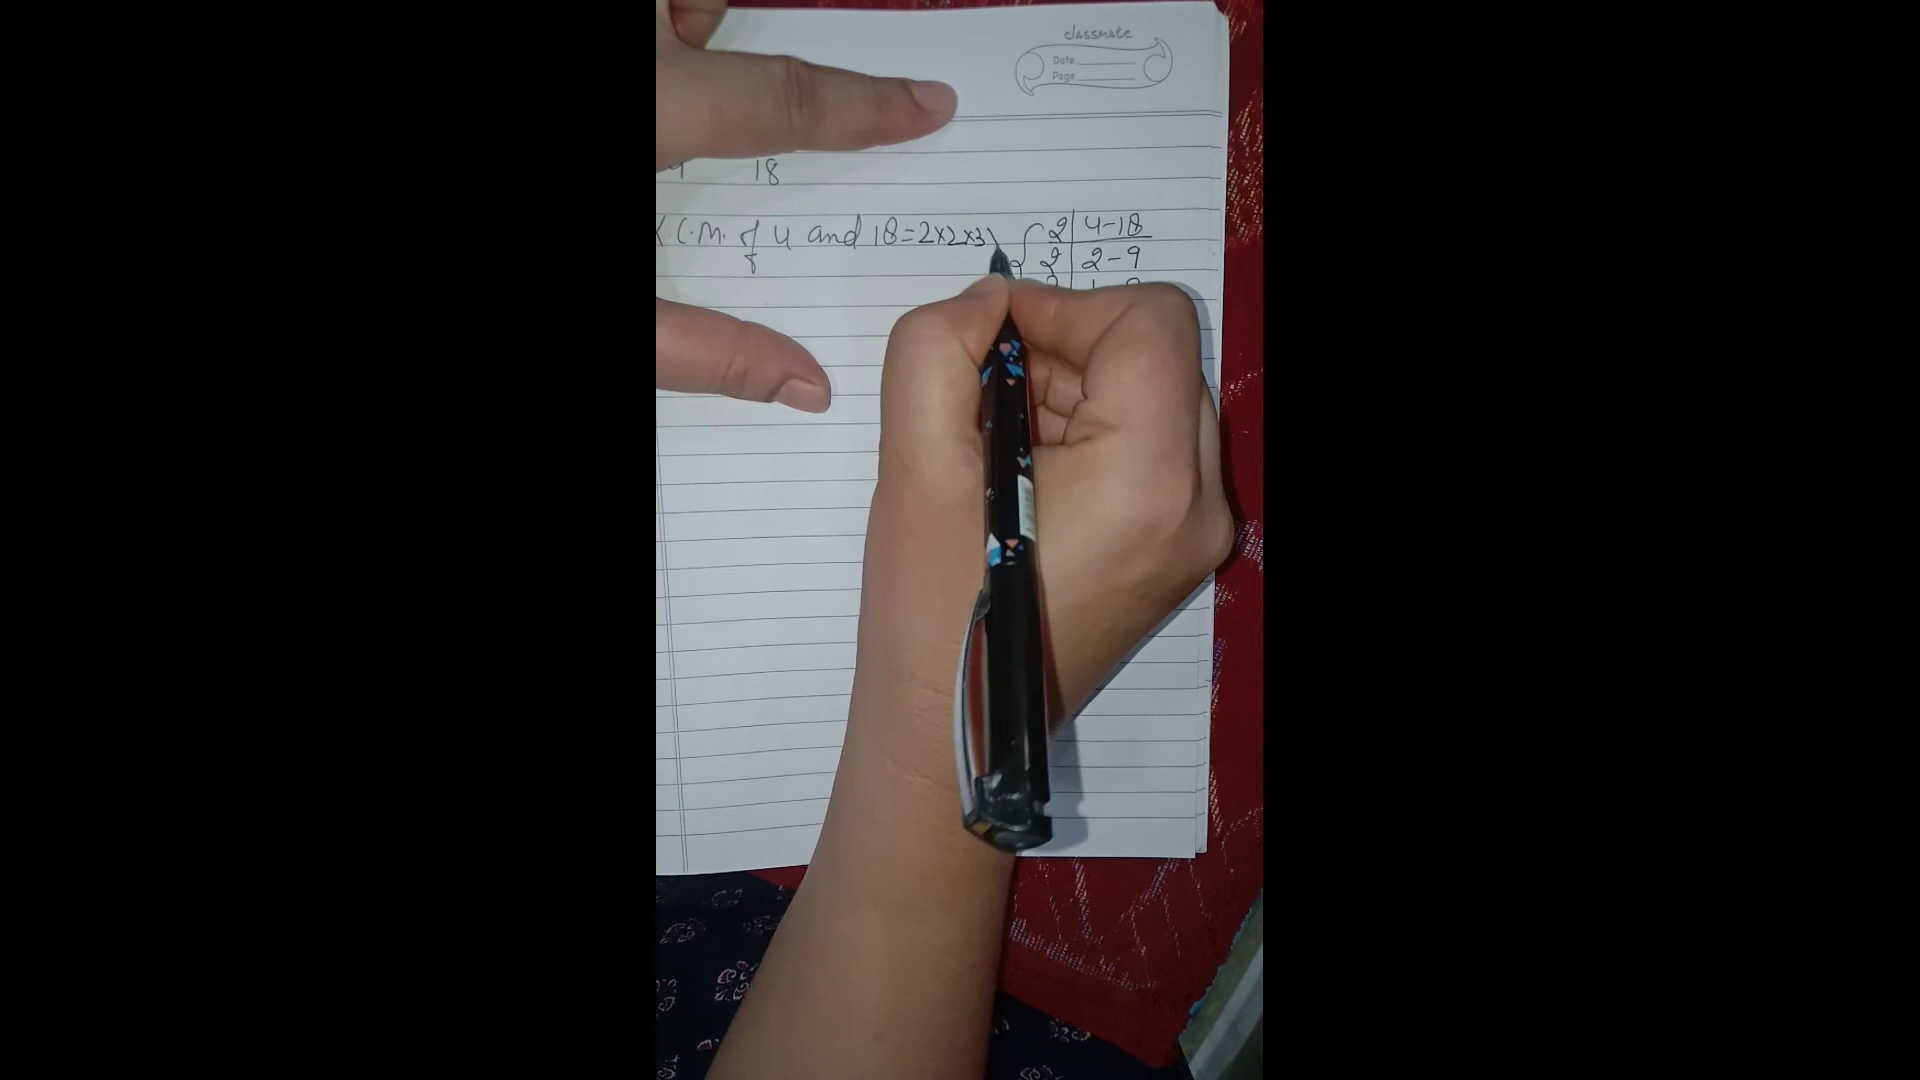 classmate
Date
Page
18
C.M. of 4 and 18=2×2×3
2 | 4-18
2 | 2-9